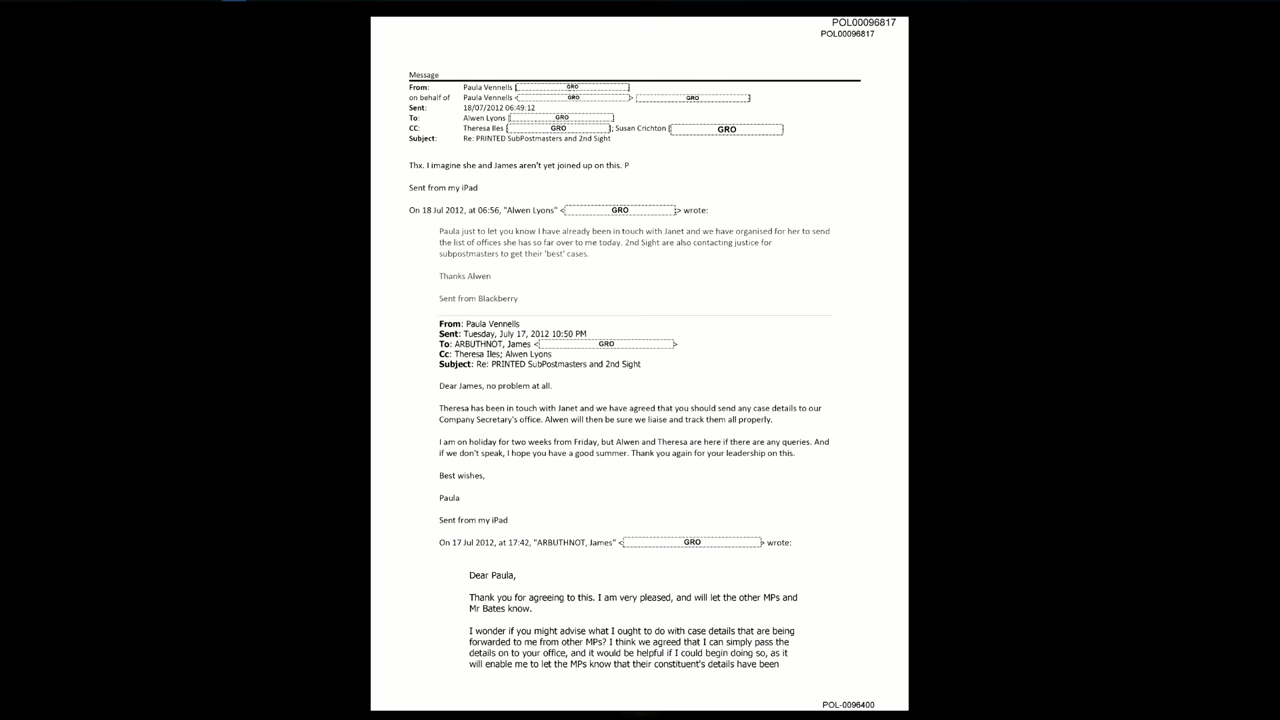 POL00096817
POL00096817
Message
From: Paula Vennells [GRO]
on behalf of Paula Vennells <GRO> GRO
Sent: 18/07/2012 06:49:12
To: Alwen Lyons [GRO]
CC: Theresa Iles [GRO]; Susan Crichton [GRO]
Subject: Re: PRINTED SubPostmasters and 2nd Sight
Thx. I imagine she and James aren't yet joined up on this. P
Sent from my iPad
On 18 Jul 2012, at 06:56, "Alwen Lyons" <GRO> wrote:
Paula just to let you know I have already been in touch with Janet and we have organised for her to send
the list of offices she has so far over to me today. 2nd Sight are also contacting justice for
subpostmasters to get their 'best' cases.
Thanks Alwen
Sent from Blackberry
From: Paula Vennells
Sent: Tuesday, July 17, 2012 10:50 PM
To: ARBUTHNOT, James <GRO>
Cc: Theresa Iles; Alwen Lyons
Subject: Re: PRINTED SubPostmasters and 2nd Sight
Dear James, no problem at all.
Theresa has been in touch with Janet and we have agreed that you should send any case details to our
Company Secretary's office. Alwen will then be sure we liaise and track them all properly.
I am on holiday for two weeks from Friday, but Alwen and Theresa are here if there are any queries. And
if we don't speak, I hope you have a good summer. Thank you again for your leadership on this.
Best wishes,
Paula
Sent from my iPad
On 17 Jul 2012, at 17:42, "ARBUTHNOT, James" <GRO> wrote:
Dear Paula,
Thank you for agreeing to this. I am very pleased, and will let the other MPs and
Mr Bates know.
I wonder if you might advise what I ought to do with case details that are being
forwarded to me from other MPs? I think we agreed that I can simply pass the
details on to your office, and it would be helpful if I could begin doing so, as it
will enable me to let the MPs know that their constituent's details have been
POL-0096400